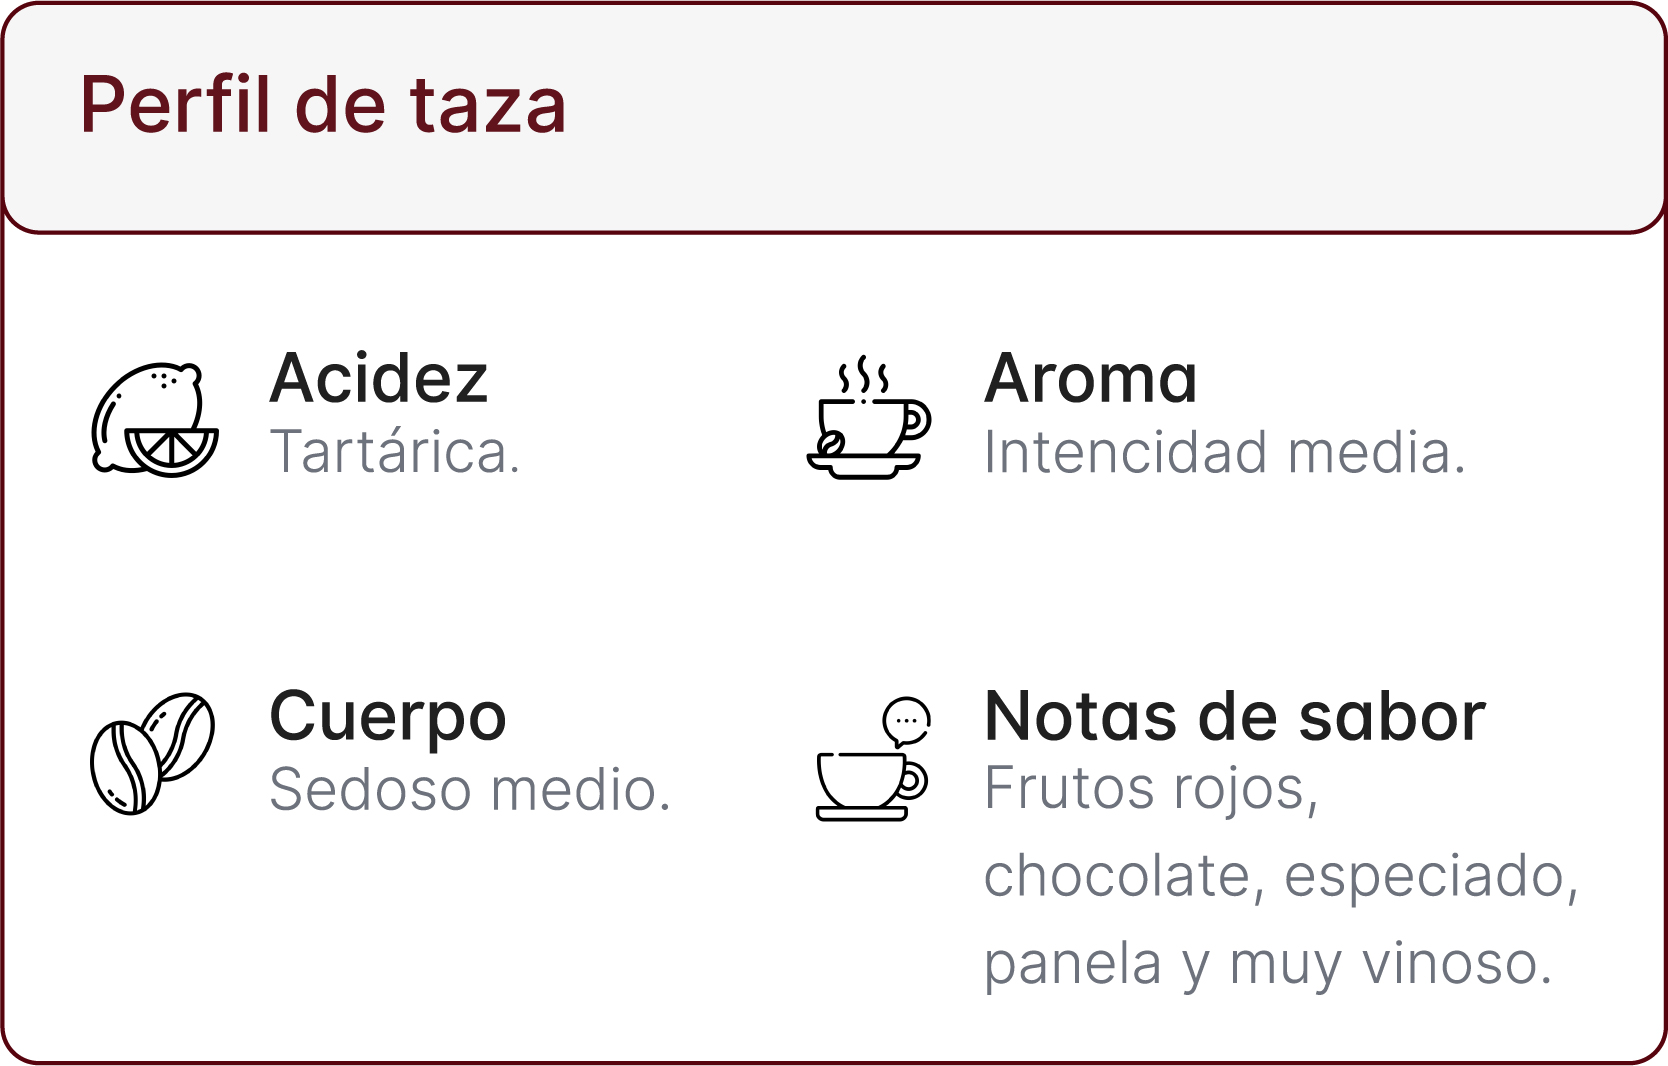 Perfil de taza
Acidez
Tartárica.
Aroma
Intencidad media.
Cuerpo
Sedoso medio.
Notas de sabor
Frutos rojos,
chocolate, especiado,
panela y muy vinoso.